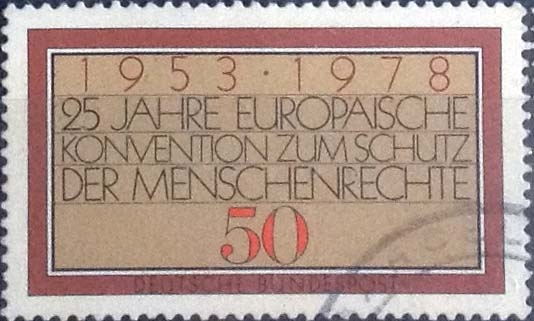 1953·1978
25 JAHRE EUROPÄISCHE
KONVENTION ZUM SCHUTZ
DER MENSCHENRECHTE
50
DEUTSCHE BUNDESPOST